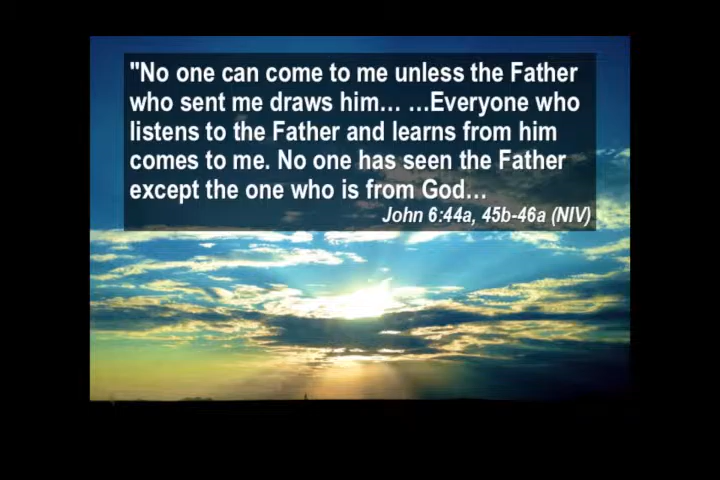 "No one can come to me unless the Father
who sent me draws him... ...Everyone who
listens to the Father and learns from him
comes to me. No one has seen the Father
except the one who is from God...
John 6:44a, 45b-46a (NIV)